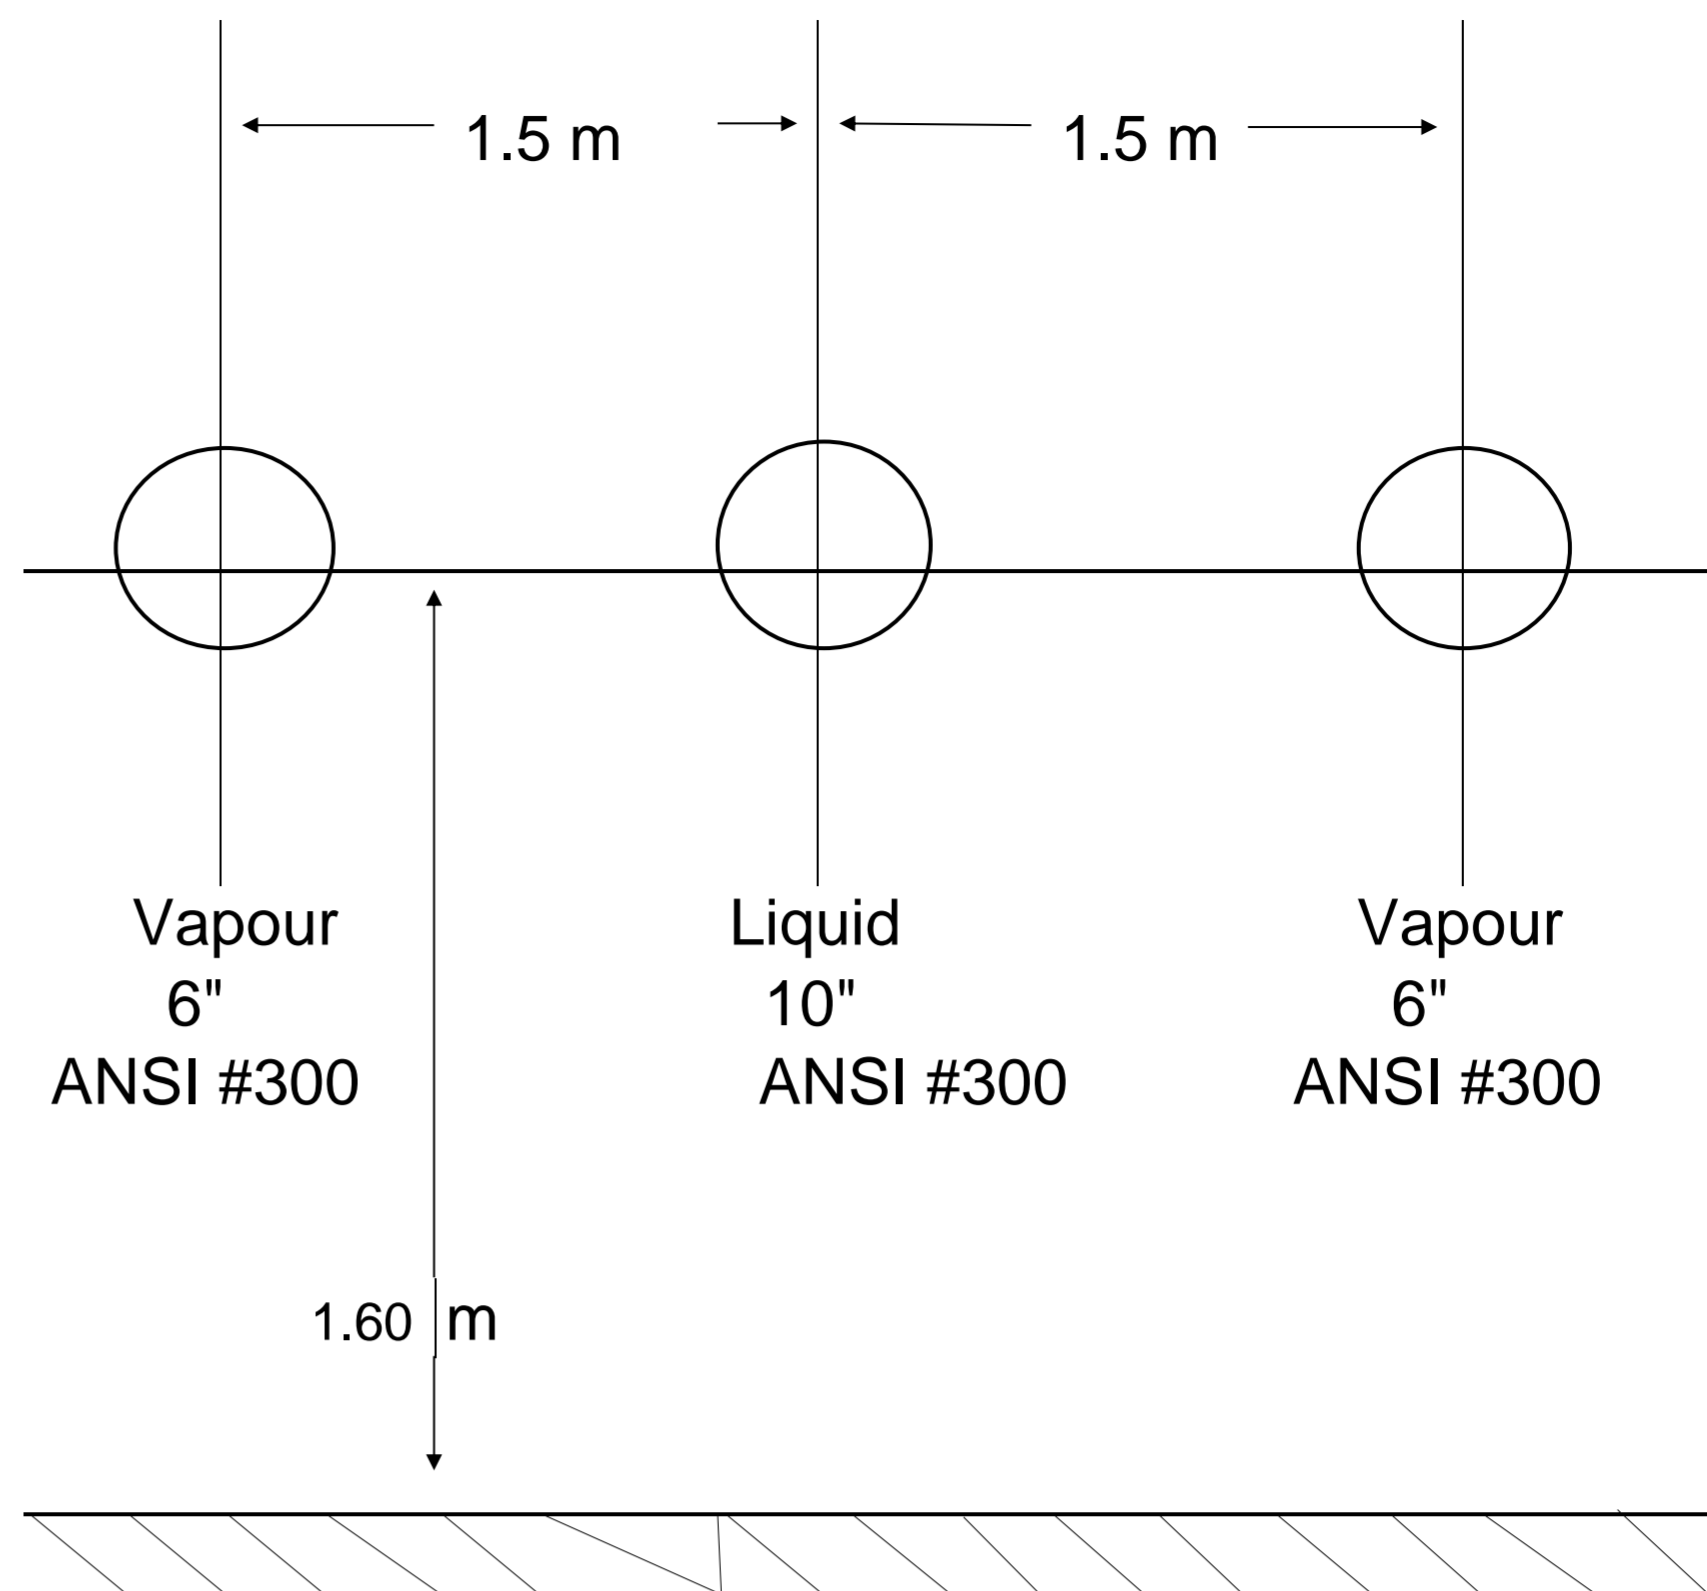 1.5 m 1.5 m
Vapour Liquid Vapour
6" 10" 6"
ANSI #300 ANSI #300 ANSI #300
1.60 m